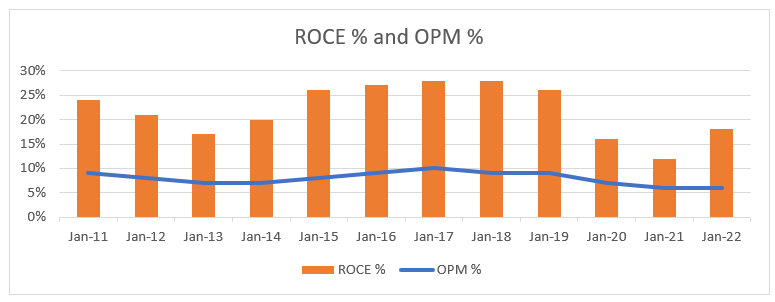 ROCE % and OPM %
30%
25%
20%
15%
10%
5%
0%
Jan-11 Jan-12 Jan-13 Jan-14 Jan-15 Jan-16 Jan-17 Jan-18 Jan-19 Jan-20 Jan-21 Jan-22
ROCE % OPM %